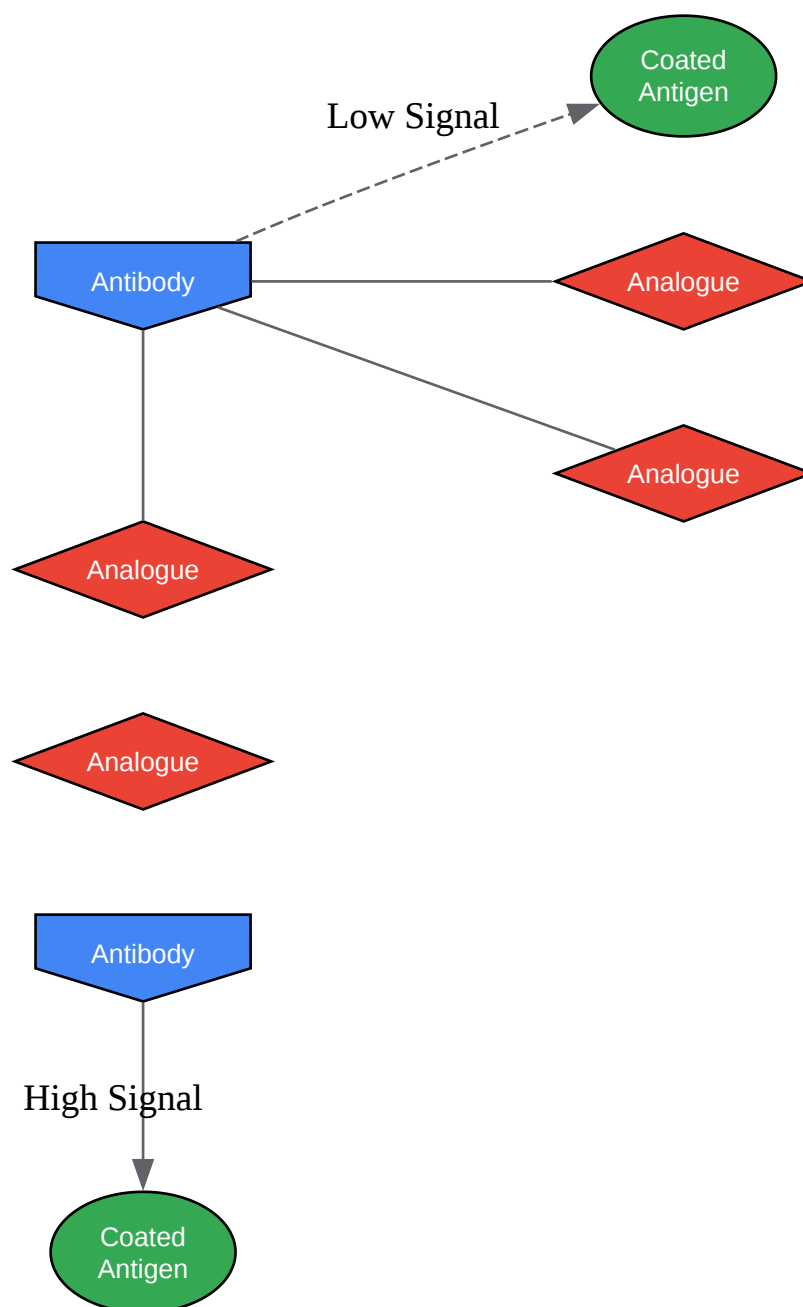 Coated
Antigen
Low Signal
Antibody
Analogue
Analogue
Analogue
Analogue
Antibody
High Signal
Coated
Antigen